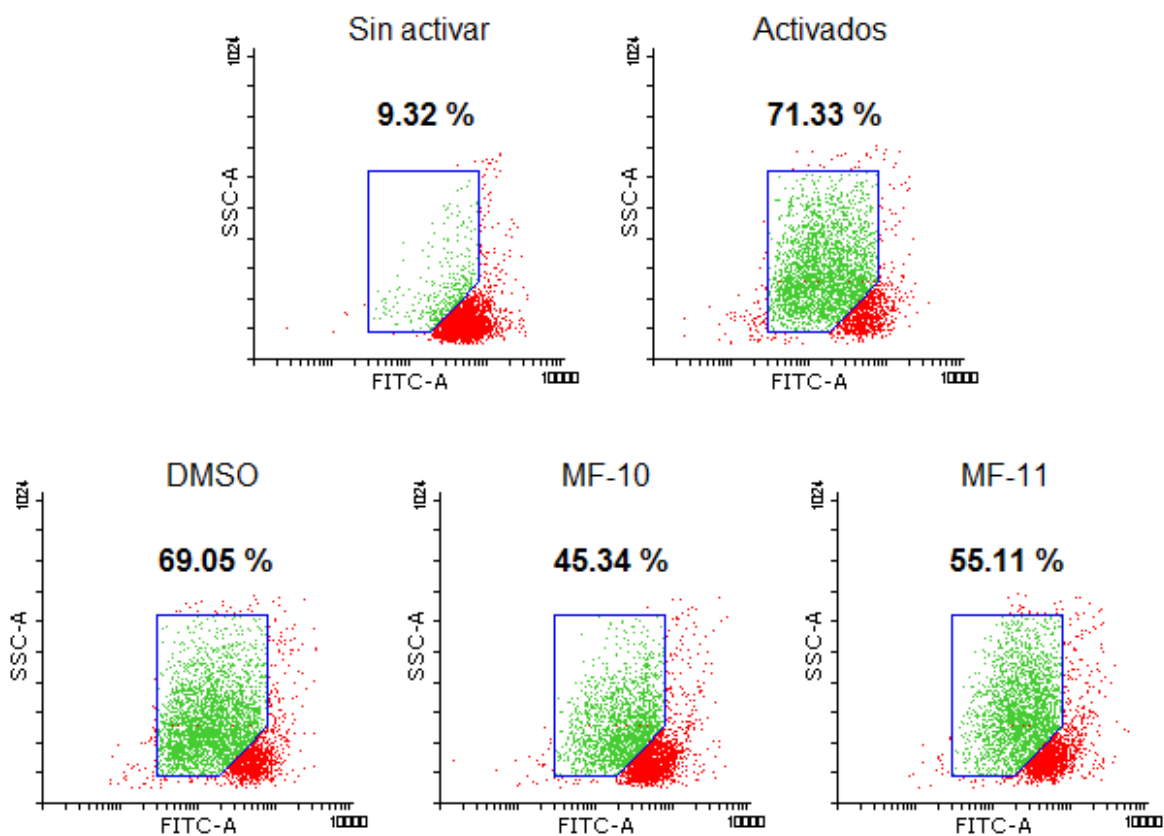 Sin activar
Activados
1024
9.32 %
SSC-A
FITC-A
10000
1024
71.33 %
SSC-A
FITC-A
10000
DMSO
MF-10
MF-11
1024
69.05 %
SSC-A
FITC-A
10000
1024
45.34 %
SSC-A
FITC-A
10000
1024
55.11 %
SSC-A
FITC-A
10000